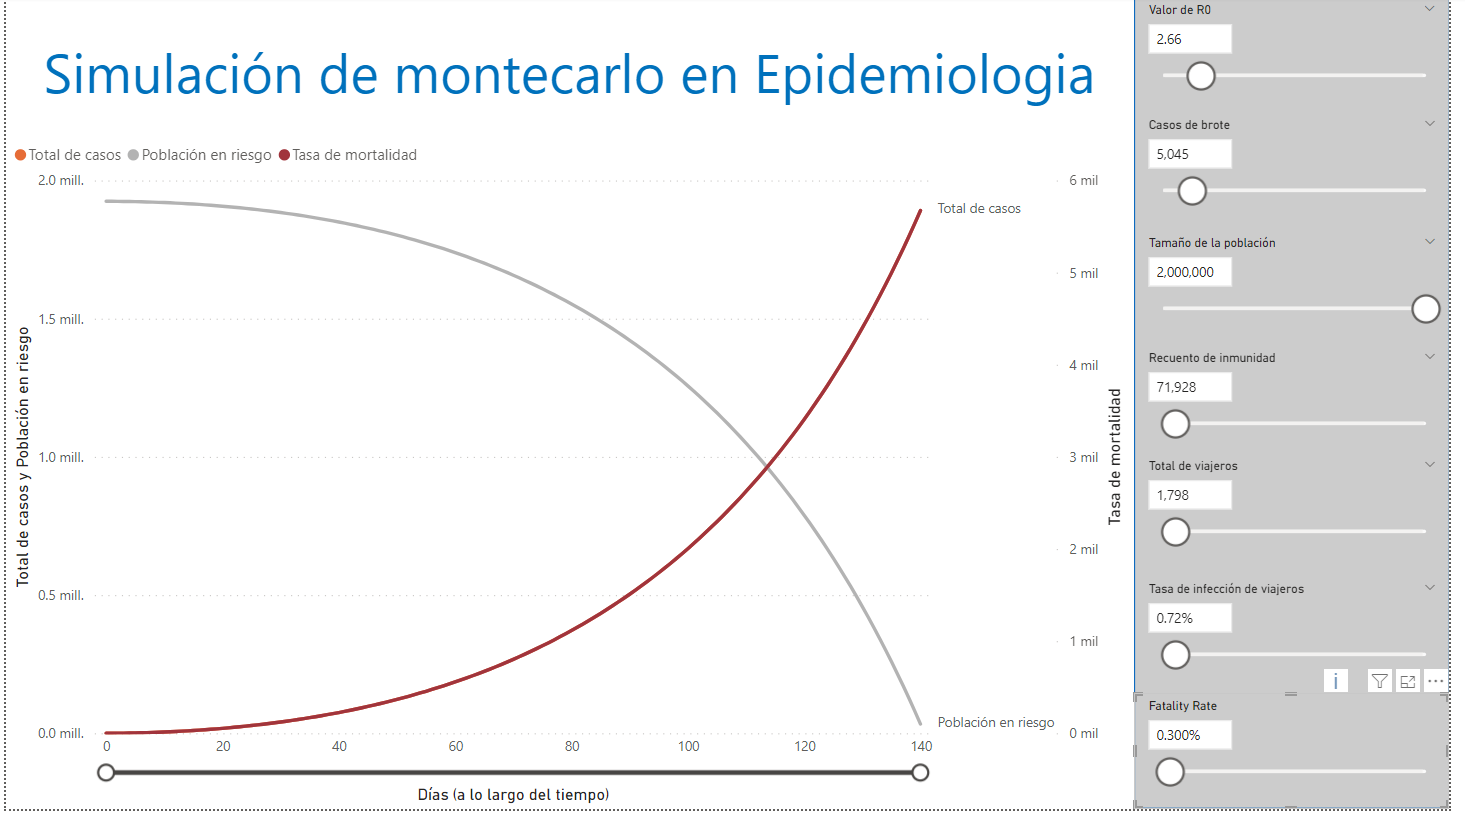 Simulación de montecarlo en Epidemiologia
Total de casos Población en riesgo Tasa de mortalidad
Total de casos y Población en riesgo
2.0 mill.
1.5 mill.
1.0 mill.
0.5 mill.
0.0 mill.
6 mil
5 mil
4 mil
3 mil
2 mil
1 mil
0 mil
Tasa de mortalidad
Total de casos
Población en riesgo
0 20 40 60 80 100 120 140
Días (a lo largo del tiempo)
Valor de R0
2.66
Casos de brote
5,045
Tamaño de la población
2,000,000
Recuento de inmunidad
71,928
Total de viajeros
1,798
Tasa de infección de viajeros
0.72%
i
Fatality Rate
0.300%